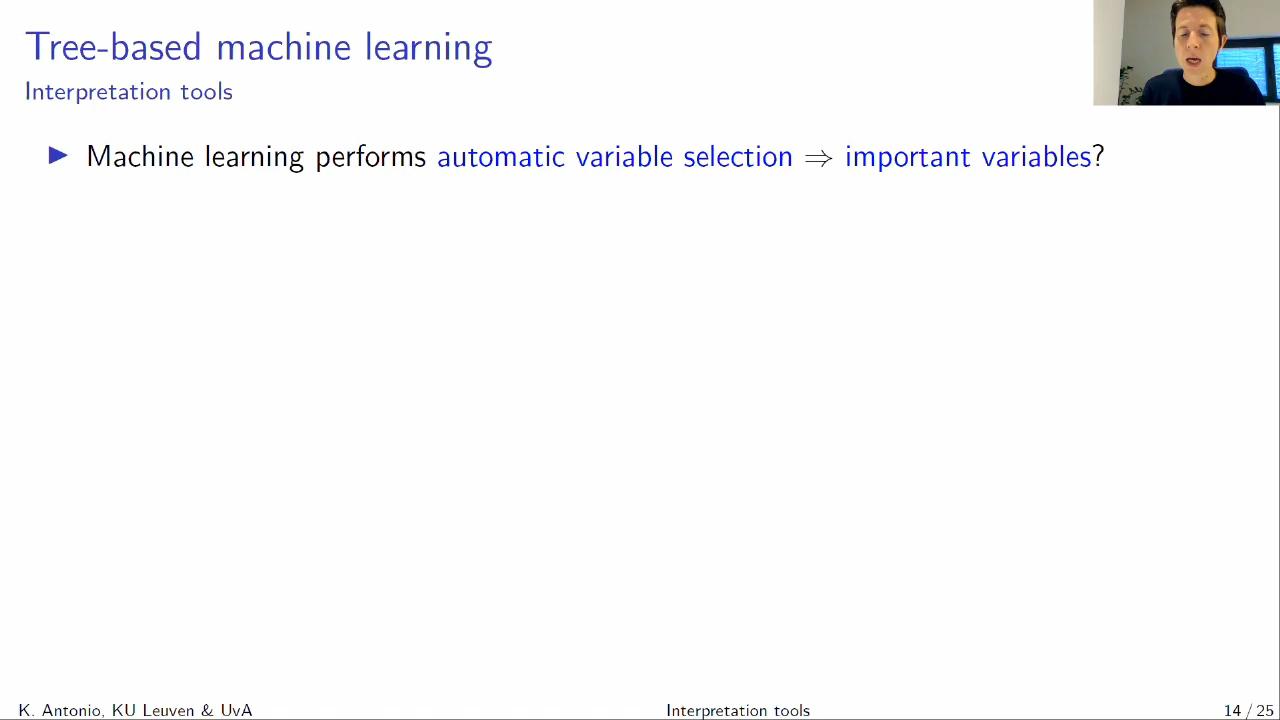 Tree-based machine learning
Interpretation tools
▶ Machine learning performs automatic variable selection ⇒ important variables?
K. Antonio, KU Leuven & UvA
Interpretation tools
14 / 25